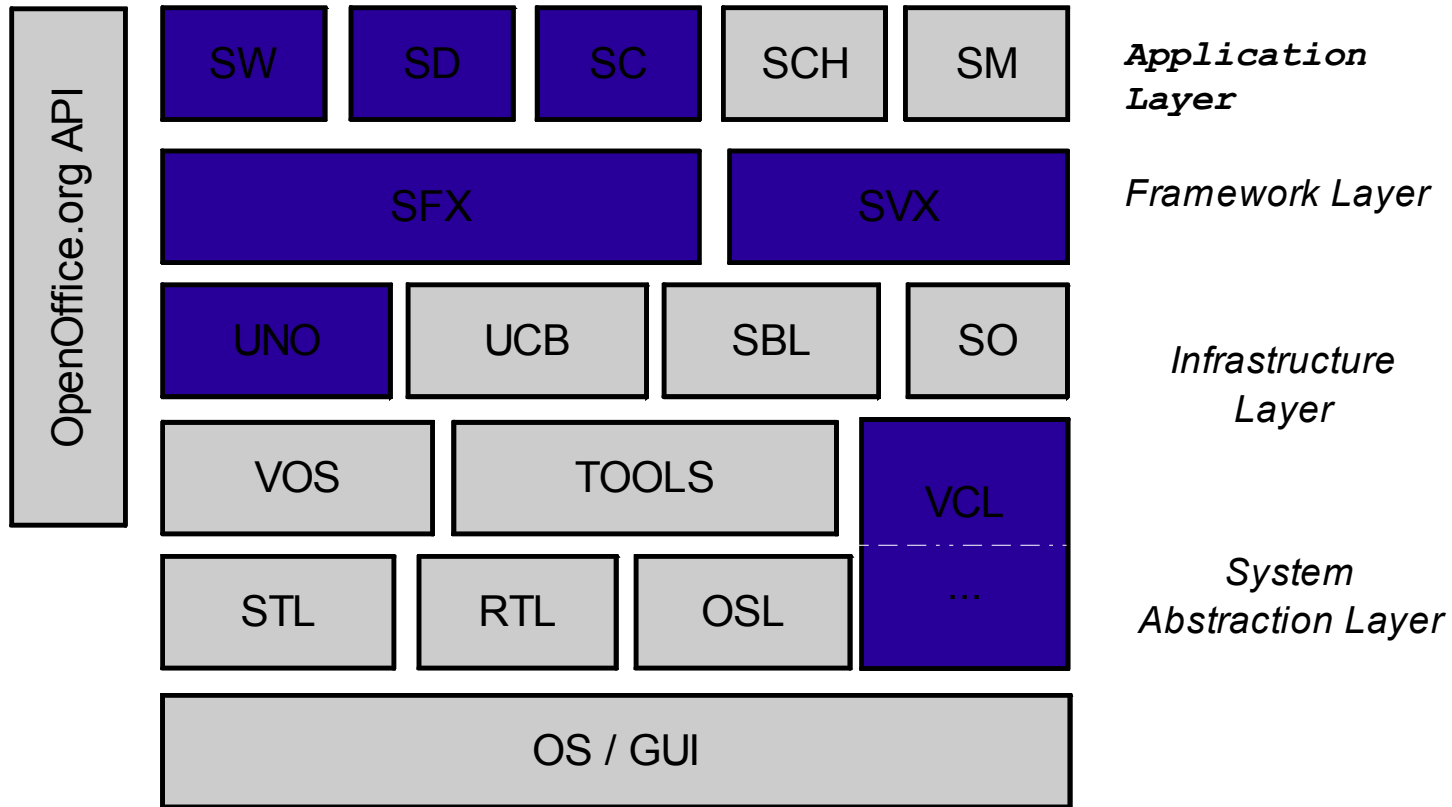 OpenOffice.org API
SW
SD
SC
SCH
SM
Application
Layer
SFX
SVX
Framework Layer
UNO
UCB
SBL
SO
Infrastructure
Layer
VOS
TOOLS
VCL
STL
RTL
OSL
...
System
Abstraction Layer
OS / GUI